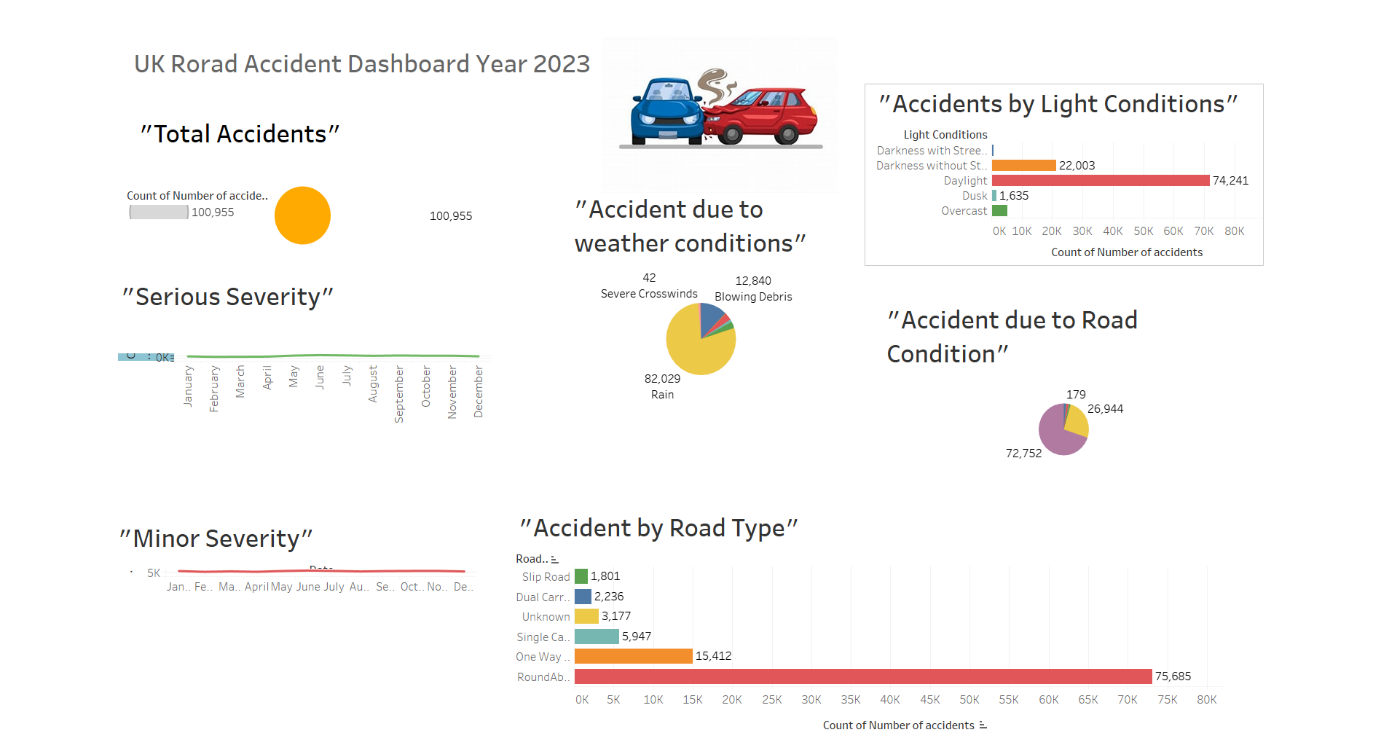 UK Rorad Accident Dashboard Year 2023
"Total Accidents"
Count of Number of accide..
100,955
100,955
"Serious Severity"
0K
January
February
March
April
May
June
July
August
September
October
November
December
"Minor Severity"
5K
Jan.. Fe.. Ma.. April May June July Au.. Se.. Oct.. No.. De..
"Accident due to
weather conditions"
42
Severe Crosswinds
12,840
Blowing Debris
82,029
Rain
"Accidents by Light Conditions"
Light Conditions
Darkness with Stree..
Darkness without St.. 22,003
Daylight 74,241
Dusk 1,635
Overcast
0K 10K 20K 30K 40K 50K 60K 70K 80K
Count of Number of accidents
"Accident due to Road
Condition"
179
26,944
72,752
"Accident by Road Type"
Road..
Slip Road 1,801
Dual Carr.. 2,236
Unknown 3,177
Single Ca.. 5,947
One Way .. 15,412
RoundAb.. 75,685
0K 5K 10K 15K 20K 25K 30K 35K 40K 45K 50K 55K 60K 65K 70K 75K 80K
Count of Number of accidents